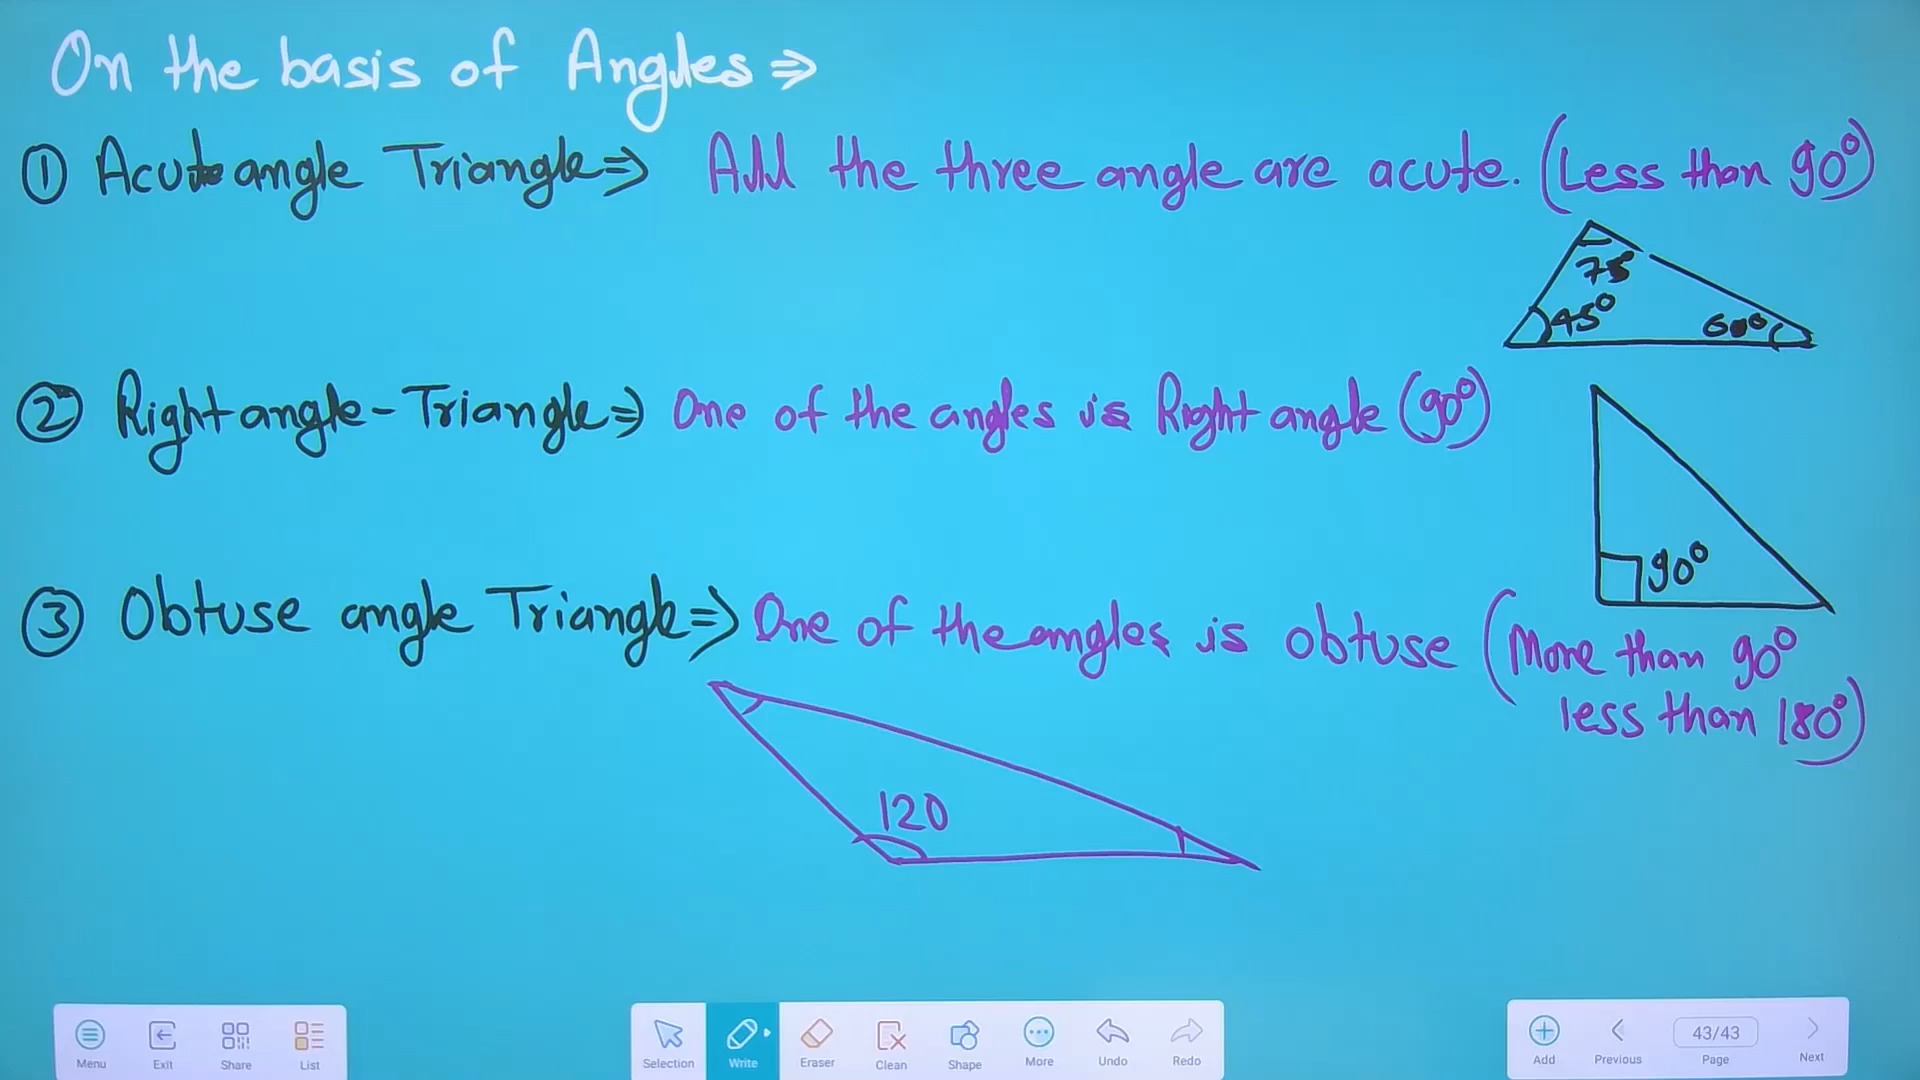 On the basis of Angles ⇒
① Acute angle Triangle ⇒ All the three angle are acute. (Less than 90°)
75°
45° 60°
② Right angle - Triangle ⇒ One of the angles is Right angle (90°)
90°
③ Obtuse angle Triangle ⇒ One of the angles is obtuse (More than 90°
less than 180°)
120
Menu Exit Share List Selection Write Eraser Clean Shape More Undo Redo Add Previous 43/43 Page Next